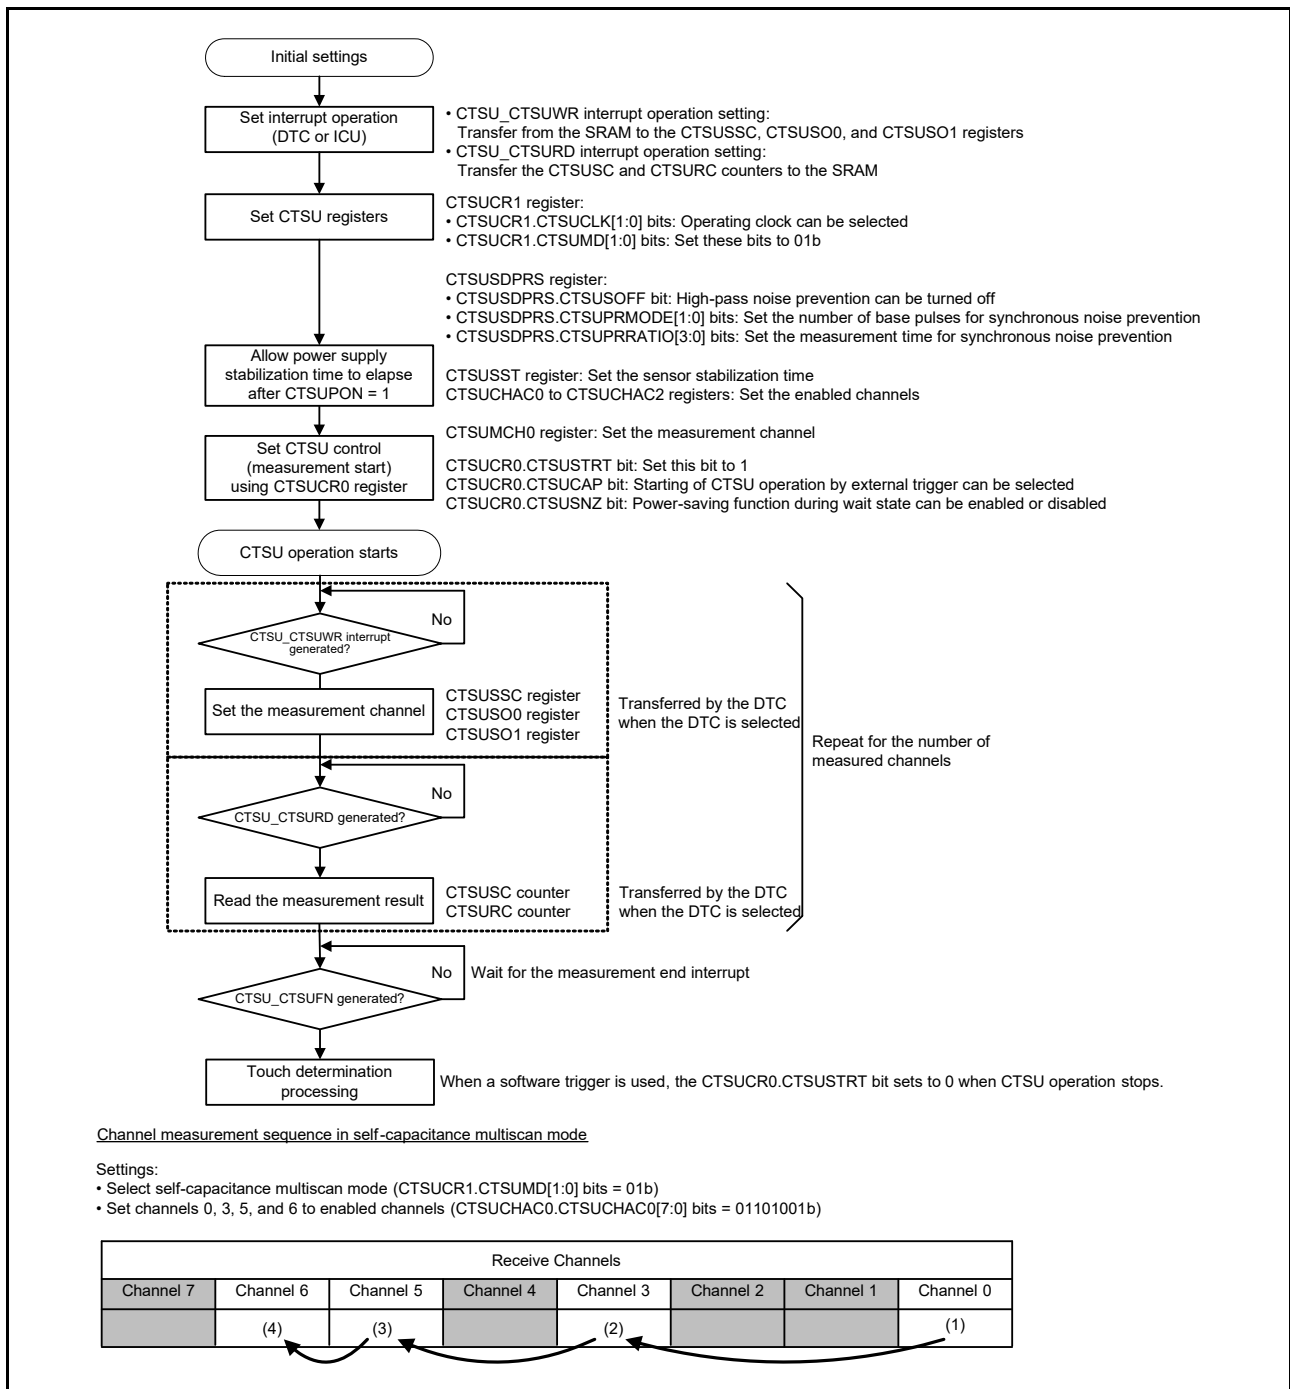 Initial settings
Set interrupt operation
(DTC or ICU)
• CTSU_CTSUWR interrupt operation setting:
Transfer from the SRAM to the CTSUSSC, CTSUSO0, and CTSUSO1 registers
• CTSU_CTSURD interrupt operation setting:
Transfer the CTSUSC and CTSURC counters to the SRAM
Set CTSU registers
CTSUCR1 register:
• CTSUCR1.CTSUCLK[1:0] bits: Operating clock can be selected
• CTSUCR1.CTSUMD[1:0] bits: Set these bits to 01b
CTSUSDPRS register:
• CTSUSDPRS.CTSUSOFF bit: High-pass noise prevention can be turned off
• CTSUSDPRS.CTSUPRMODE[1:0] bits: Set the number of base pulses for synchronous noise prevention
• CTSUSDPRS.CTSUPRRATIO[3:0] bits: Set the measurement time for synchronous noise prevention
Allow power supply
stabilization time to elapse
after CTSUPON = 1
CTSUSST register: Set the sensor stabilization time
CTSUCHAC0 to CTSUCHAC2 registers: Set the enabled channels
CTSUMCH0 register: Set the measurement channel
Set CTSU control
(measurement start)
using CTSUCR0 register
CTSUCR0.CTSUSTRT bit: Set this bit to 1
CTSUCR0.CTSUCAP bit: Starting of CTSU operation by external trigger can be selected
CTSUCR0.CTSUSNZ bit: Power-saving function during wait state can be enabled or disabled
CTSU operation starts
No
CTSU_CTSUWR interrupt
generated?
Set the measurement channel
CTSUSSC register
CTSUSO0 register
CTSUSO1 register
Transferred by the DTC
when the DTC is selected
Repeat for the number of
measured channels
No
CTSU_CTSURD generated?
Read the measurement result
CTSUSC counter
CTSURC counter
Transferred by the DTC
when the DTC is selected
No
Wait for the measurement end interrupt
CTSU_CTSUFN generated?
Touch determination
processing
When a software trigger is used, the CTSUCR0.CTSUSTRT bit sets to 0 when CTSU operation stops.
Channel measurement sequence in self-capacitance multiscan mode
Settings:
• Select self-capacitance multiscan mode (CTSUCR1.CTSUMD[1:0] bits = 01b)
• Set channels 0, 3, 5, and 6 to enabled channels (CTSUCHAC0.CTSUCHAC0[7:0] bits = 01101001b)
Receive Channels
Channel 7 Channel 6 Channel 5 Channel 4 Channel 3 Channel 2 Channel 1 Channel 0
(4) (3) (2) (1)